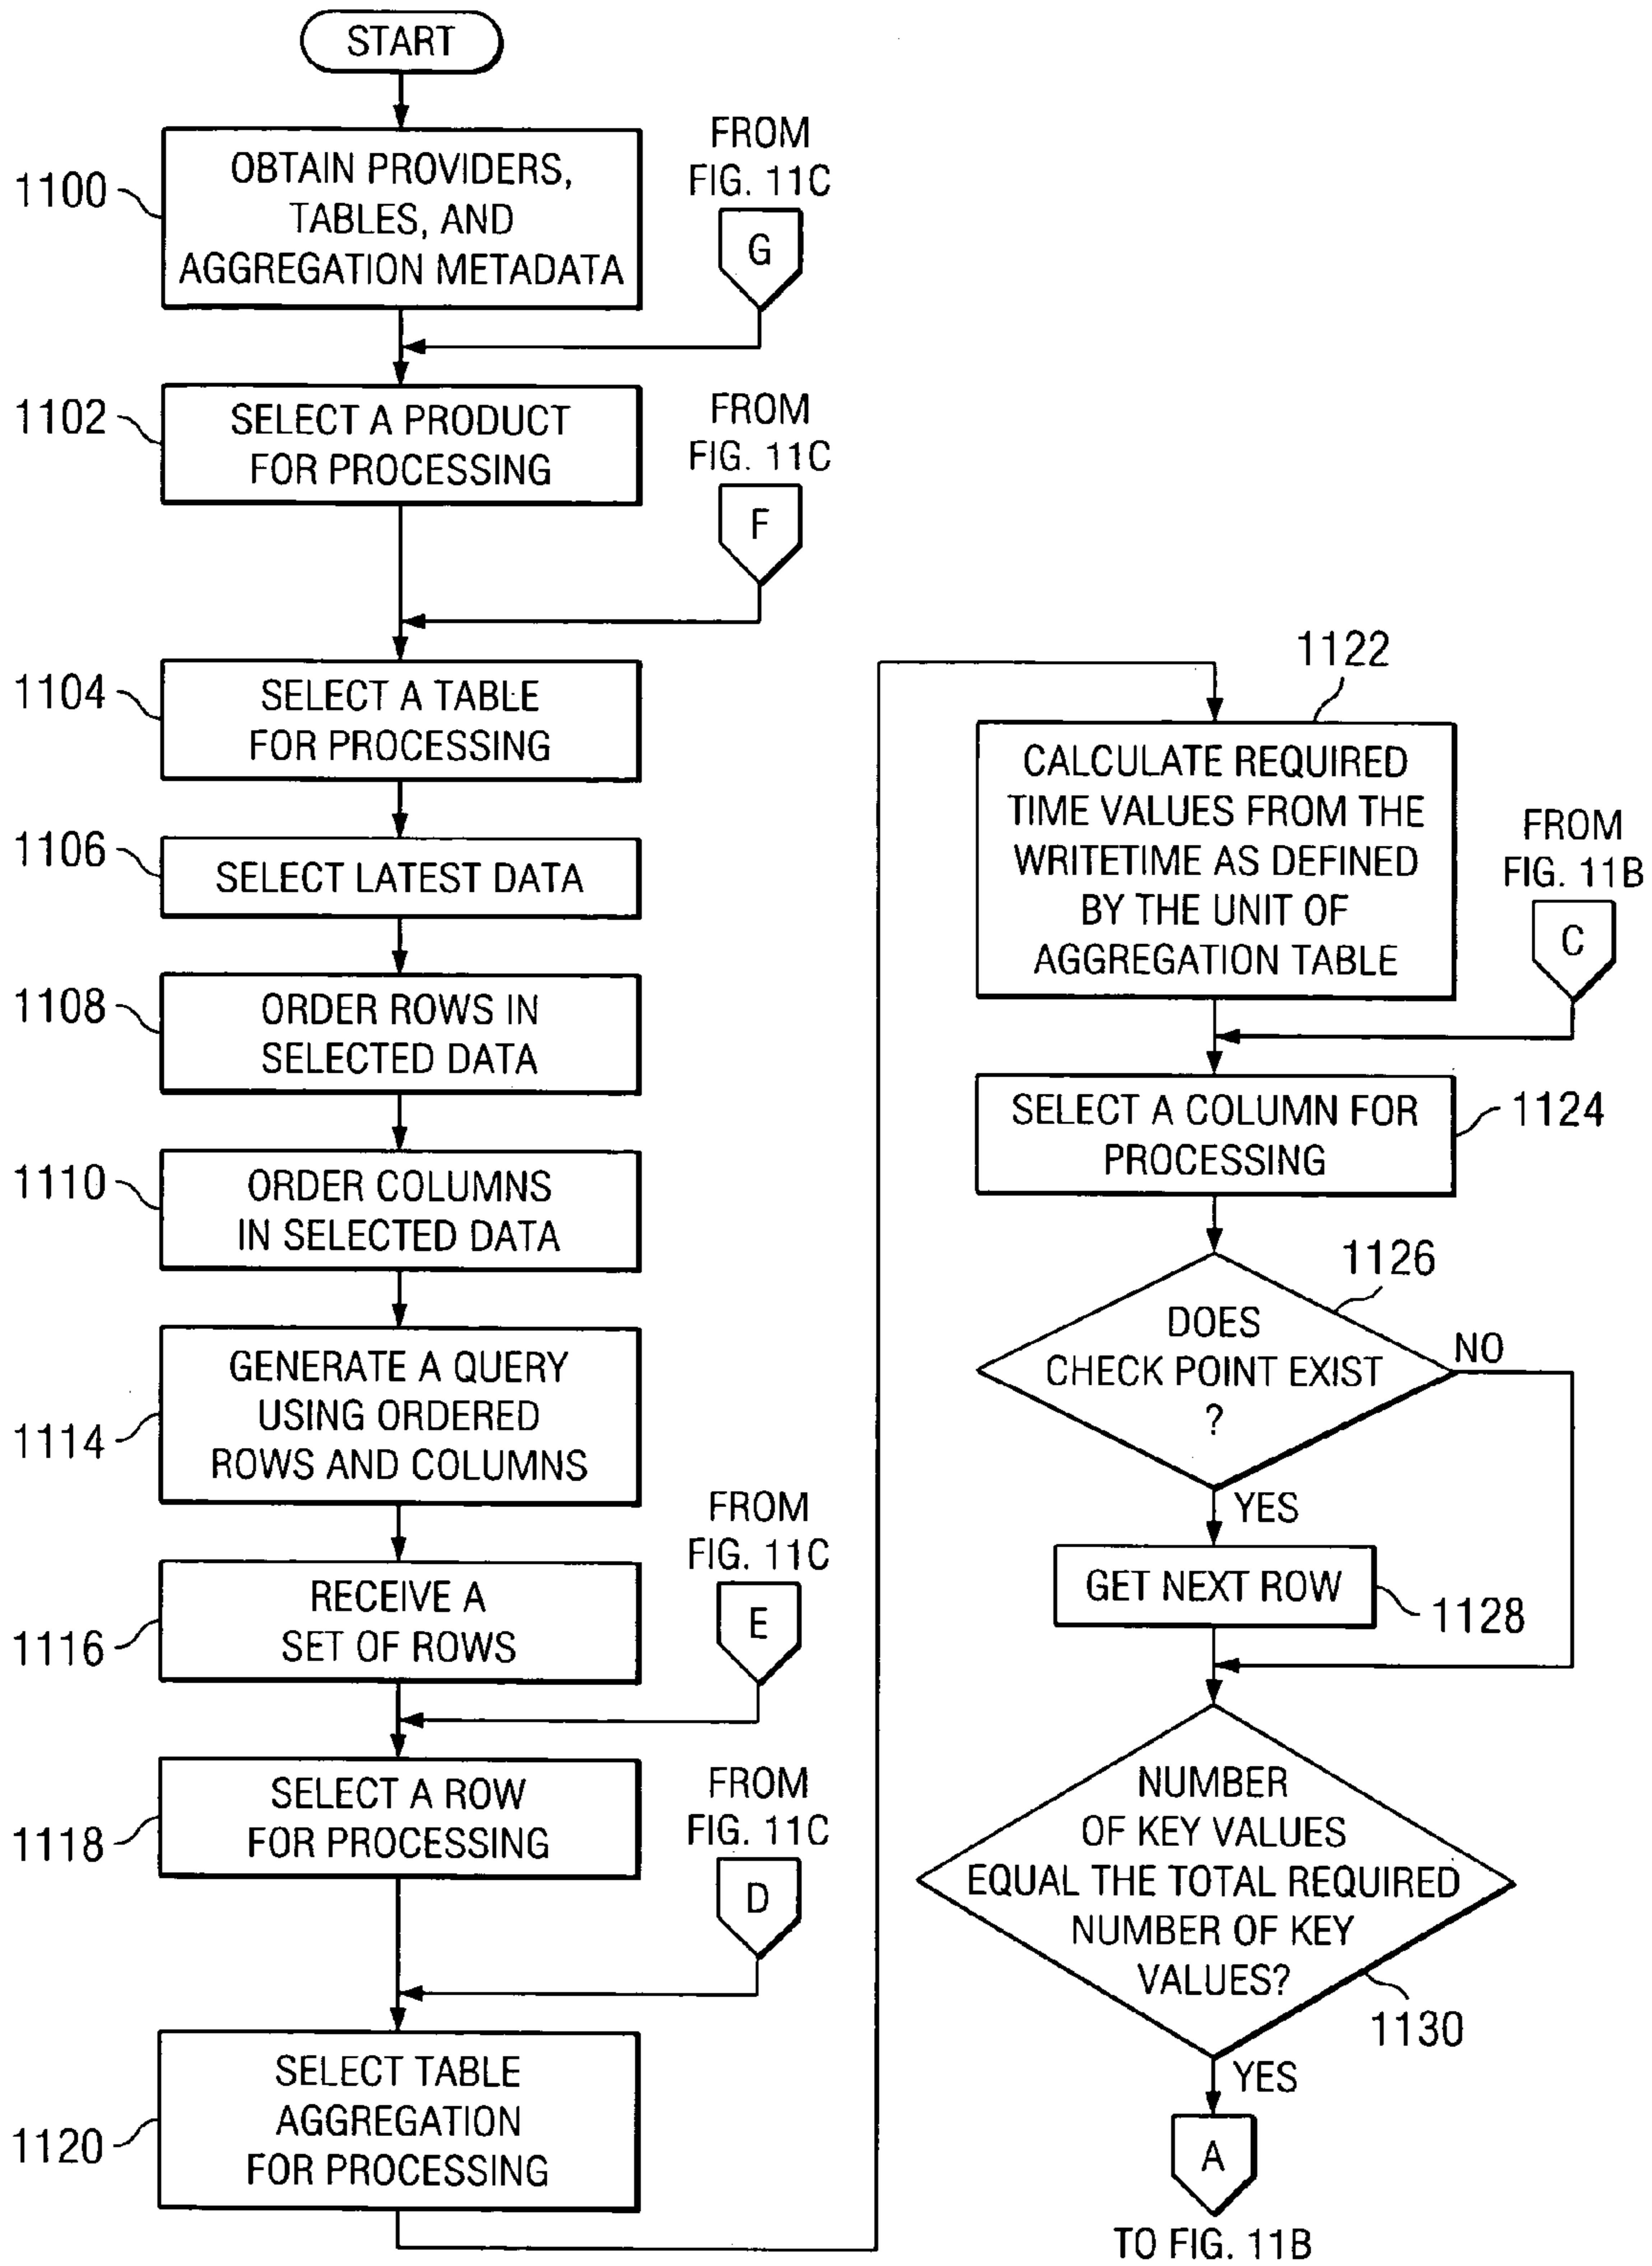 START
1100
OBTAIN PROVIDERS,
TABLES, AND
AGGREGATION METADATA
FROM
FIG. 11C
G
1102
SELECT A PRODUCT
FOR PROCESSING
FROM
FIG. 11C
F
1104
SELECT A TABLE
FOR PROCESSING
1106
SELECT LATEST DATA
1108
ORDER ROWS IN
SELECTED DATA
1110
ORDER COLUMNS
IN SELECTED DATA
1114
GENERATE A QUERY
USING ORDERED
ROWS AND COLUMNS
1116
RECEIVE A
SET OF ROWS
FROM
FIG. 11C
E
1118
SELECT A ROW
FOR PROCESSING
FROM
FIG. 11C
D
1120
SELECT TABLE
AGGREGATION
FOR PROCESSING
1122
CALCULATE REQUIRED
TIME VALUES FROM THE
WRITETIME AS DEFINED
BY THE UNIT OF
AGGREGATION TABLE
FROM
FIG. 11B
C
SELECT A COLUMN FOR
PROCESSING
1124
1126
DOES
CHECK POINT EXIST
?
NO
YES
GET NEXT ROW
1128
NUMBER
OF KEY VALUES
EQUAL THE TOTAL REQUIRED
NUMBER OF KEY
VALUES?
1130
YES
A
TO FIG. 11B